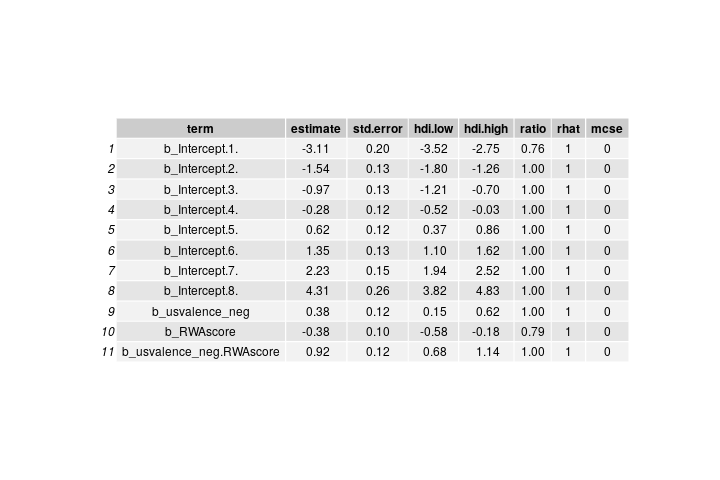 term estimate std.error hdi.low hdi.high ratio rhat mcse
1 b_Intercept.1. -3.11 0.20 -3.52 -2.75 0.76 1 0
2 b_Intercept.2. -1.54 0.13 -1.80 -1.26 1.00 1 0
3 b_Intercept.3. -0.97 0.13 -1.21 -0.70 1.00 1 0
4 b_Intercept.4. -0.28 0.12 -0.52 -0.03 1.00 1 0
5 b_Intercept.5. 0.62 0.12 0.37 0.86 1.00 1 0
6 b_Intercept.6. 1.35 0.13 1.10 1.62 1.00 1 0
7 b_Intercept.7. 2.23 0.15 1.94 2.52 1.00 1 0
8 b_Intercept.8. 4.31 0.26 3.82 4.83 1.00 1 0
9 b_usvalence_neg 0.38 0.12 0.15 0.62 1.00 1 0
10 b_RWAscore -0.38 0.10 -0.58 -0.18 0.79 1 0
11 b_usvalence_neg.RWAscore 0.92 0.12 0.68 1.14 1.00 1 0